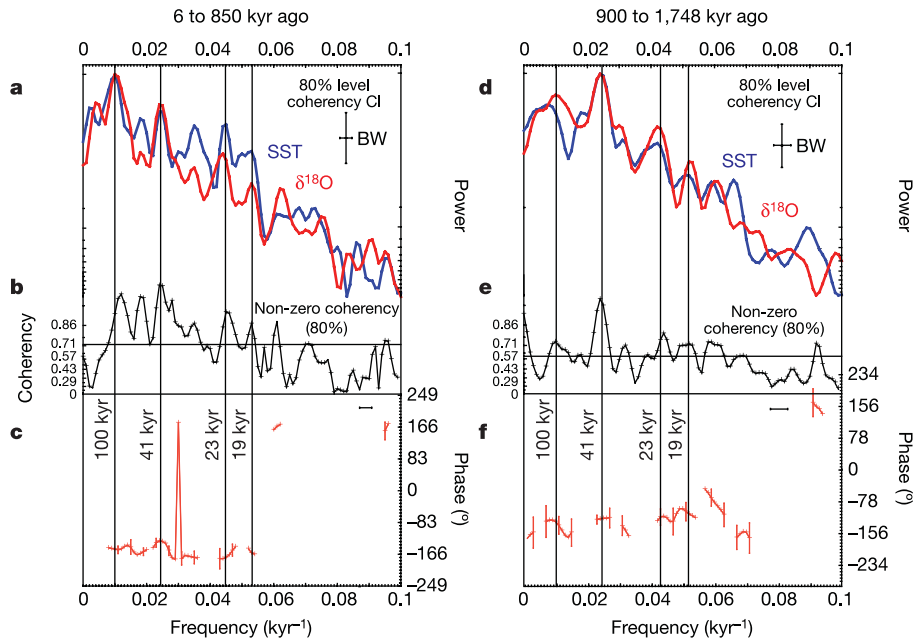 6 to 850 kyr ago
0 0.02 0.04 0.06 0.08 0.1
a
80% level
coherency CI
BW
SST
δ¹⁸O
Power
b
Non-zero coherency
(80%)
0.86
0.71
0.57
0.43
0.29
0
Coherency
c
100 kyr
41 kyr
23 kyr
19 kyr
249
166
83
0
−83
−166
−249
Phase (º)
0 0.02 0.04 0.06 0.08 0.1
Frequency (kyr⁻¹)
900 to 1,748 kyr ago
0 0.02 0.04 0.06 0.08 0.1
d
80% level
coherency CI
BW
SST
δ¹⁸O
Power
e
Non-zero
coherency (80%)
0.86
0.71
0.57
0.43
0.29
0
f
100 kyr
41 kyr
23 kyr
19 kyr
234
156
78
0
−78
−156
−234
Phase (º)
0 0.02 0.04 0.06 0.08 0.1
Frequency (kyr⁻¹)